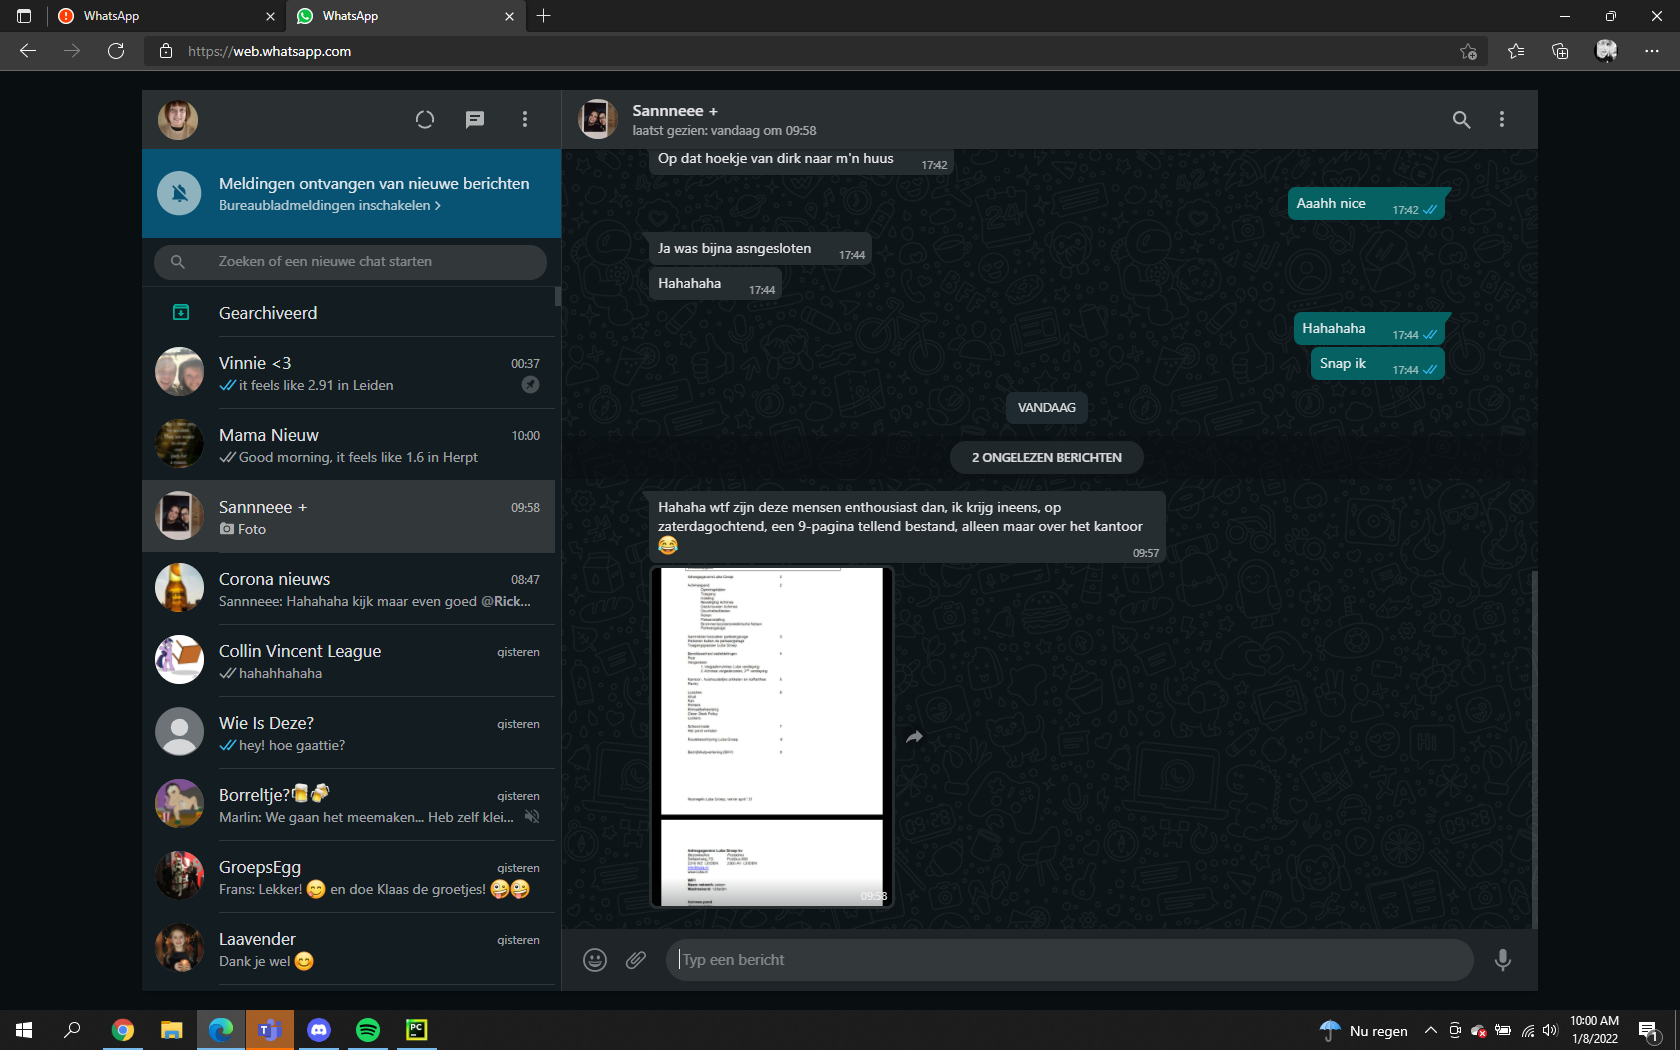 WhatsApp
WhatsApp
https://web.whatsapp.com
Meldingen ontvangen van nieuwe berichten
Bureaubladmeldingen inschakelen >
Zoeken of een nieuwe chat starten
Gearchiveerd
Vinnie <3
00:37
it feels like 2.91 in Leiden
Mama Nieuw
10:00
Good morning, it feels like 1.6 in Herpt
Sannneee +
09:58
Foto
Corona nieuws
08:47
Sannneee: Hahahaha kijk maar even goed @Rick...
Collin Vincent League
gisteren
hahahhahaha
Wie Is Deze?
gisteren
hey! hoe gaattie?
Borreltje?🍺🍻
gisteren
Marlin: We gaan het meemaken... Heb zelf klei...
GroepsEgg
gisteren
Frans: Lekker! 😋 en doe Klaas de groetjes! 🤪🤪
Laavender
gisteren
Dank je wel 😊
Sannneee +
laatst gezien: vandaag om 09:58
Op dat hoekje van dirk naar m'n huus
17:42
Aaahh nice
17:42
Ja was bijna asngesloten
17:44
Hahahaha
17:44
Hahahaha
17:44
Snap ik
17:44
VANDAAG
2 ONGELEZEN BERICHTEN
Hahaha wtf zijn deze mensen enthousiast dan, ik krijg ineens, op
zaterdagochtend, een 9-pagina tellend bestand, alleen maar over het kantoor
😂
09:57
09:58
Typ een bericht
Nu regen
10:00 AM
1/8/2022
1